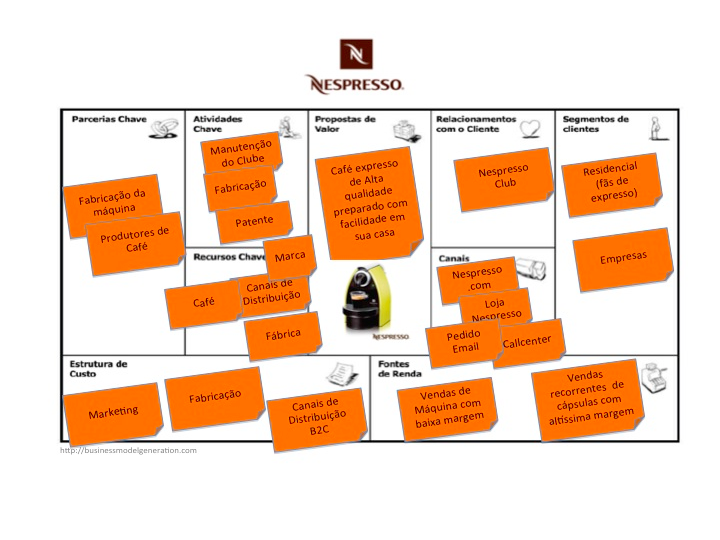 NESPRESSO
Parcerias Chave
Fabricação da
máquina
Produtores de
Café
Atividades
Chave
Manutenção
do Clube
Fabricação
Patente
Recursos Chave
Marca
Café
Canais de
Distribuição
Fábrica
Propostas de
Valor
Café expresso
de Alta
qualidade
preparado com
facilidade em
sua casa
NESPRESSO
Relacionamentos
com o Cliente
Nespresso
Club
Canais
Nespresso
.com
Loja
Nespresso
Pedido
Email
Callcenter
Segmentos de
clientes
Residencial
(fãs de
expresso)
Empresas
Estrutura de
Custo
Marketing
Fabricação
Canais de
Distribuição
B2C
Fontes
de Renda
Vendas de
Máquina com
baixa margem
Vendas
recorrentes de
cápsulas com
altíssima margem
http://businessmodelgeneration.com